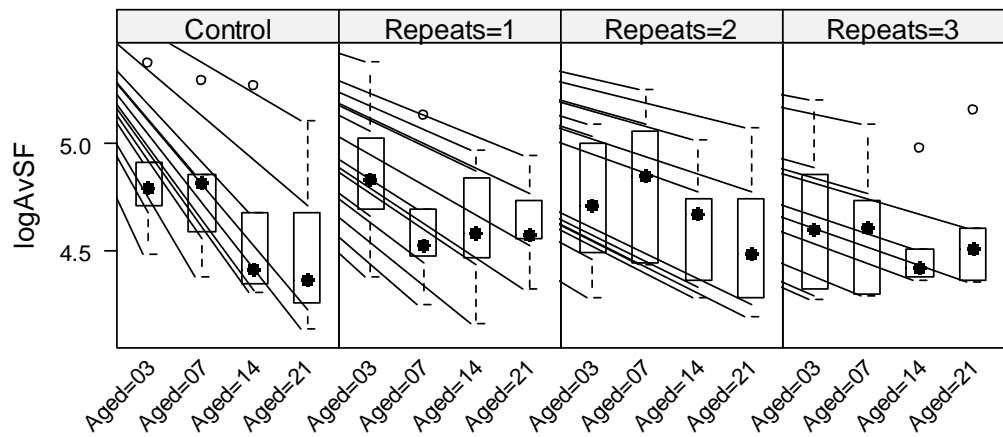 Control Repeats=1 Repeats=2 Repeats=3
logAvSF
5.0
4.5
Aged=03 Aged=07 Aged=14 Aged=21 Aged=03 Aged=07 Aged=14 Aged=21 Aged=03 Aged=07 Aged=14 Aged=21 Aged=03 Aged=07 Aged=14 Aged=21